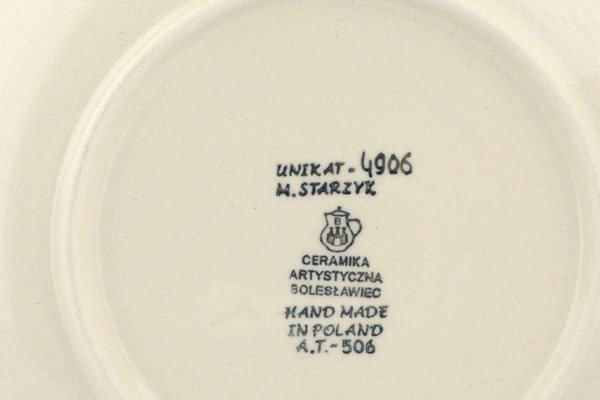 UNIKAT - 4906
M. STARZYK
B
CERAMIKA
ARTYSTYCZNA
BOLESŁAWIEC
HAND MADE
IN POLAND
A.T.-506